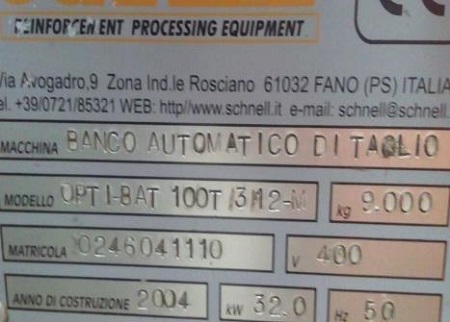 REINFORCEMENT PROCESSING EQUIPMENT
Via Avogadro,9 Zona Ind.le Rosciano 61032 FANO (PS) ITALIA
el. +39/0721/85321 WEB: http//www.schnell.it e-mail: schnell@schnell.
MACCHINA BANCO AUTOMATICO DI TAGLIO
MODELLO OPTI-BAT 100T/3M2-M kg 9.000
MATRICOLA 0246041110 V 400
ANNO DI COSTRUZIONE 2004 kW 32.0 Hz 50